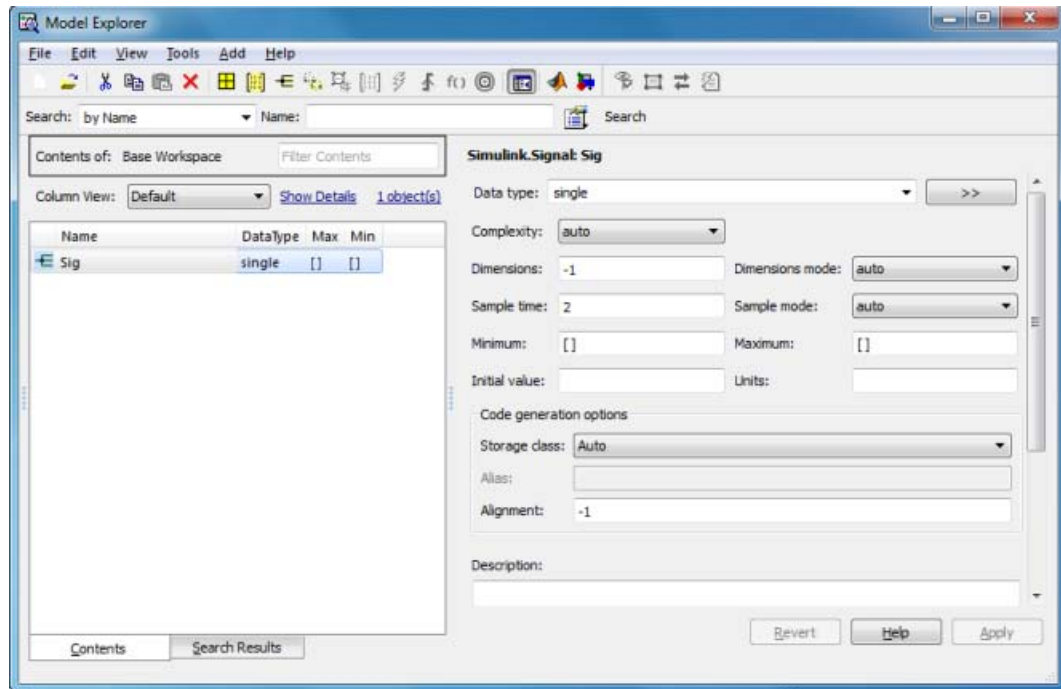 Model Explorer
File Edit View Tools Add Help
f()
Search: by Name Name: Search
Contents of: Base Workspace Filter Contents
Column View: Default Show Details 1 object(s)
Name DataType Max Min
Sig single [] []
Contents Search Results
Simulink.Signal: Sig
Data type: single >>
Complexity: auto
Dimensions: -1 Dimensions mode: auto
Sample time: 2 Sample mode: auto
Minimum: [] Maximum: []
Initial value: Units:
Code generation options
Storage class: Auto
Alias:
Alignment: -1
Description:
Revert Help Apply